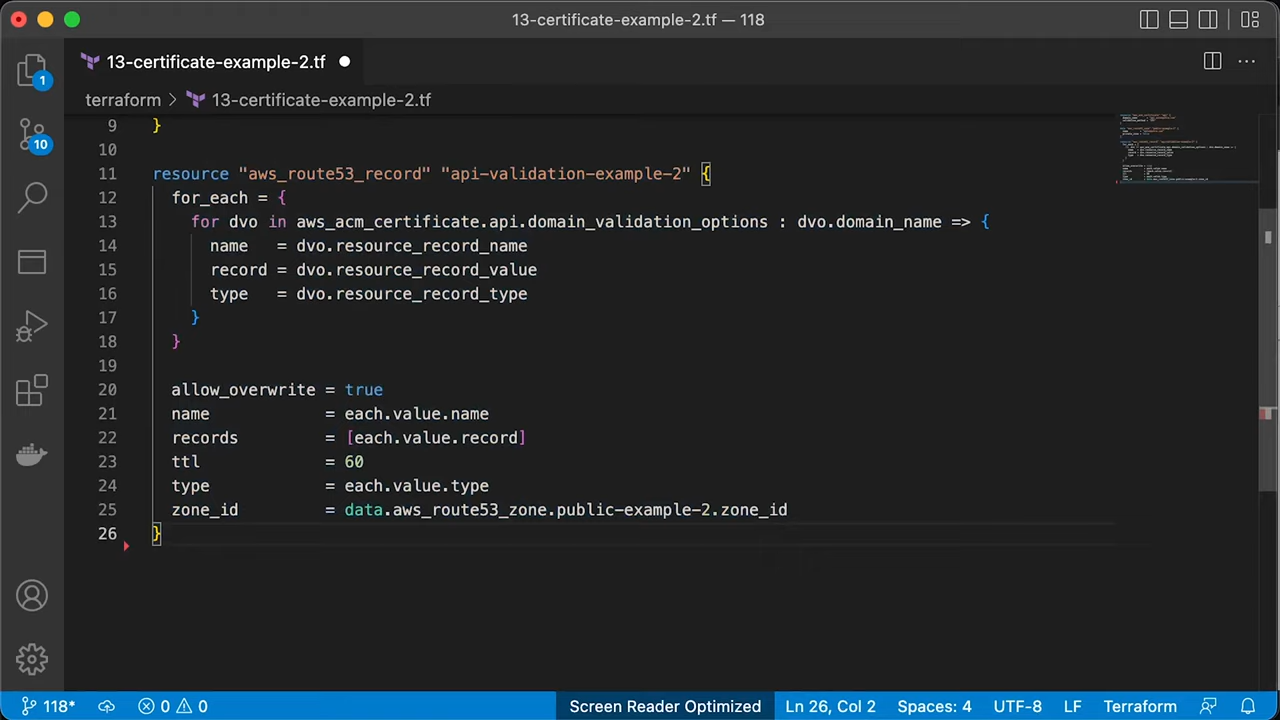 13-certificate-example-2.tf — 118
13-certificate-example-2.tf
terraform > 13-certificate-example-2.tf
9 }
10
11 resource "aws_route53_record" "api-validation-example-2" {
12 for_each = {
13 for dvo in aws_acm_certificate.api.domain_validation_options : dvo.domain_name => {
14 name = dvo.resource_record_name
15 record = dvo.resource_record_value
16 type = dvo.resource_record_type
17 }
18 }
19
20 allow_overwrite = true
21 name = each.value.name
22 records = [each.value.record]
23 ttl = 60
24 type = each.value.type
25 zone_id = data.aws_route53_zone.public-example-2.zone_id
26 }
1
10
118* 0 0 Screen Reader Optimized Ln 26, Col 2 Spaces: 4 UTF-8 LF Terraform